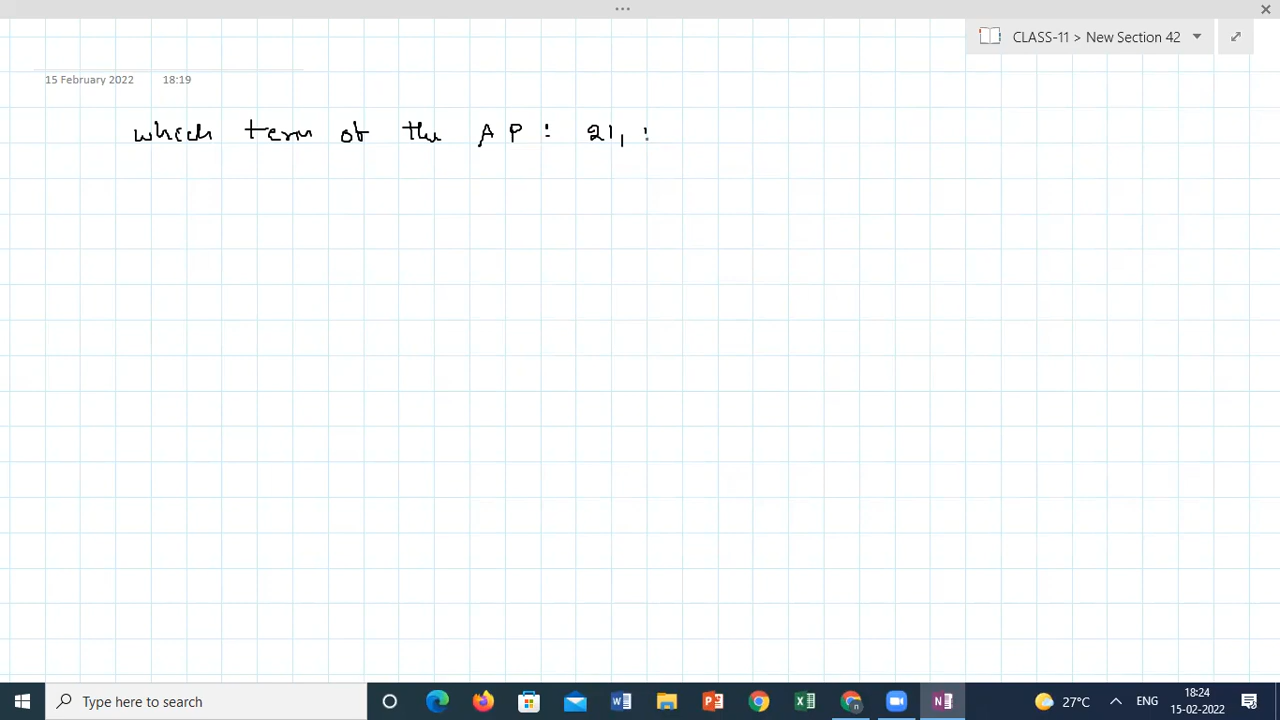 CLASS-11 > New Section 42
15 February 2022 18:19
which term of the AP : 21,
Type here to search
27°C ENG 18:24
15-02-2022